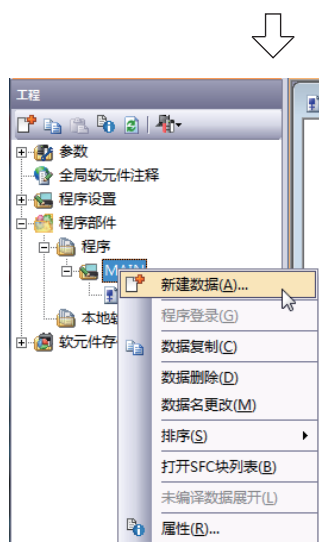 工程
参数
全局软元件注释
程序设置
程序部件
程序
MAIN
新建数据(A)...
程序登录(G)
本地软
软元件存
数据复制(C)
数据删除(D)
数据名更改(M)
排序(S)
打开SFC块列表(B)
未编译数据展开(L)
属性(R)...